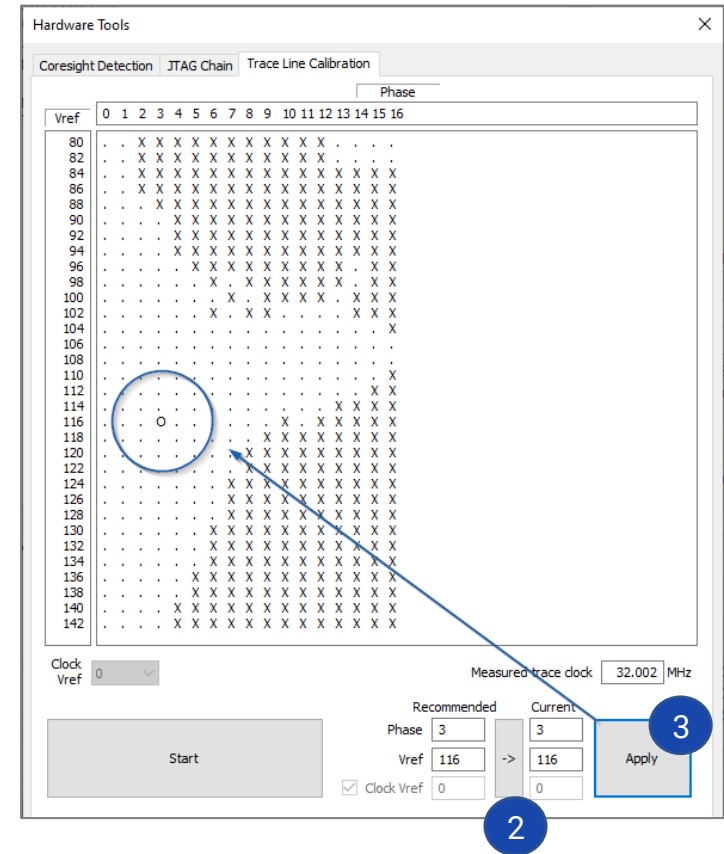 Hardware Tools
Coresight Detection JTAG Chain Trace Line Calibration
Phase
Vref 0 1 2 3 4 5 6 7 8 9 10 11 12 13 14 15 16
80 . . X X X X X X X X X X X . . . .
82 . . X X X X X X X X X X X . . . .
84 . . X X X X X X X X X X X X X X X
86 . . X X X X X X X X X X X X X X X
88 . . . X X X X X X X X X X X X X X
90 . . . . X X X X X X X X X X X X X
92 . . . . X X X X X X X X X X X X X
94 . . . . X X X X X X X X X X X X X
96 . . . . . X X X X X X X X X . X X
98 . . . . . . X . X X X X X X . X X
100 . . . . . . . X . X X X X . X X X
102 . . . . . . X . X X . . . . X X X
104 . . . . . . . . . . . . . . . . X
106 . . . . . . . . . . . . . . . . .
108 . . . . . . . . . . . . . . . . .
110 . . . . . . . . . . . . . . . . X
112 . . . . . . . . . . . . . . . X X
114 . . . . . . . . . . . . . X X X X
116 . . . O . . . . . . X . X X X X X
118 . . . . . . . . . X X X X X X X X
120 . . . . . . . . X X X X X X X X X
122 . . . . . . . . X X X X X X X X X
124 . . . . . . . X X X X X X X X X X
126 . . . . . . . X X X X X X X X X X
128 . . . . . . . X X X X X X X X X X
130 . . . . . . X X X X X X X X X X X
132 . . . . . . X X X X X X X X X X X
134 . . . . . . X X X X X X X X X X X
136 . . . . . X X X X X X X X X X X X
138 . . . . . X X X X X X X X X X X X
140 . . . . X X X X X X X X X X X X X
142 . . . . X X X X X X X X X X X X X
Clock Vref 0
Measured trace clock 32.002 MHz
Recommended Current
Phase 3 3
Vref 116 -> 116
Clock Vref 0 0
Start
Apply
3
2